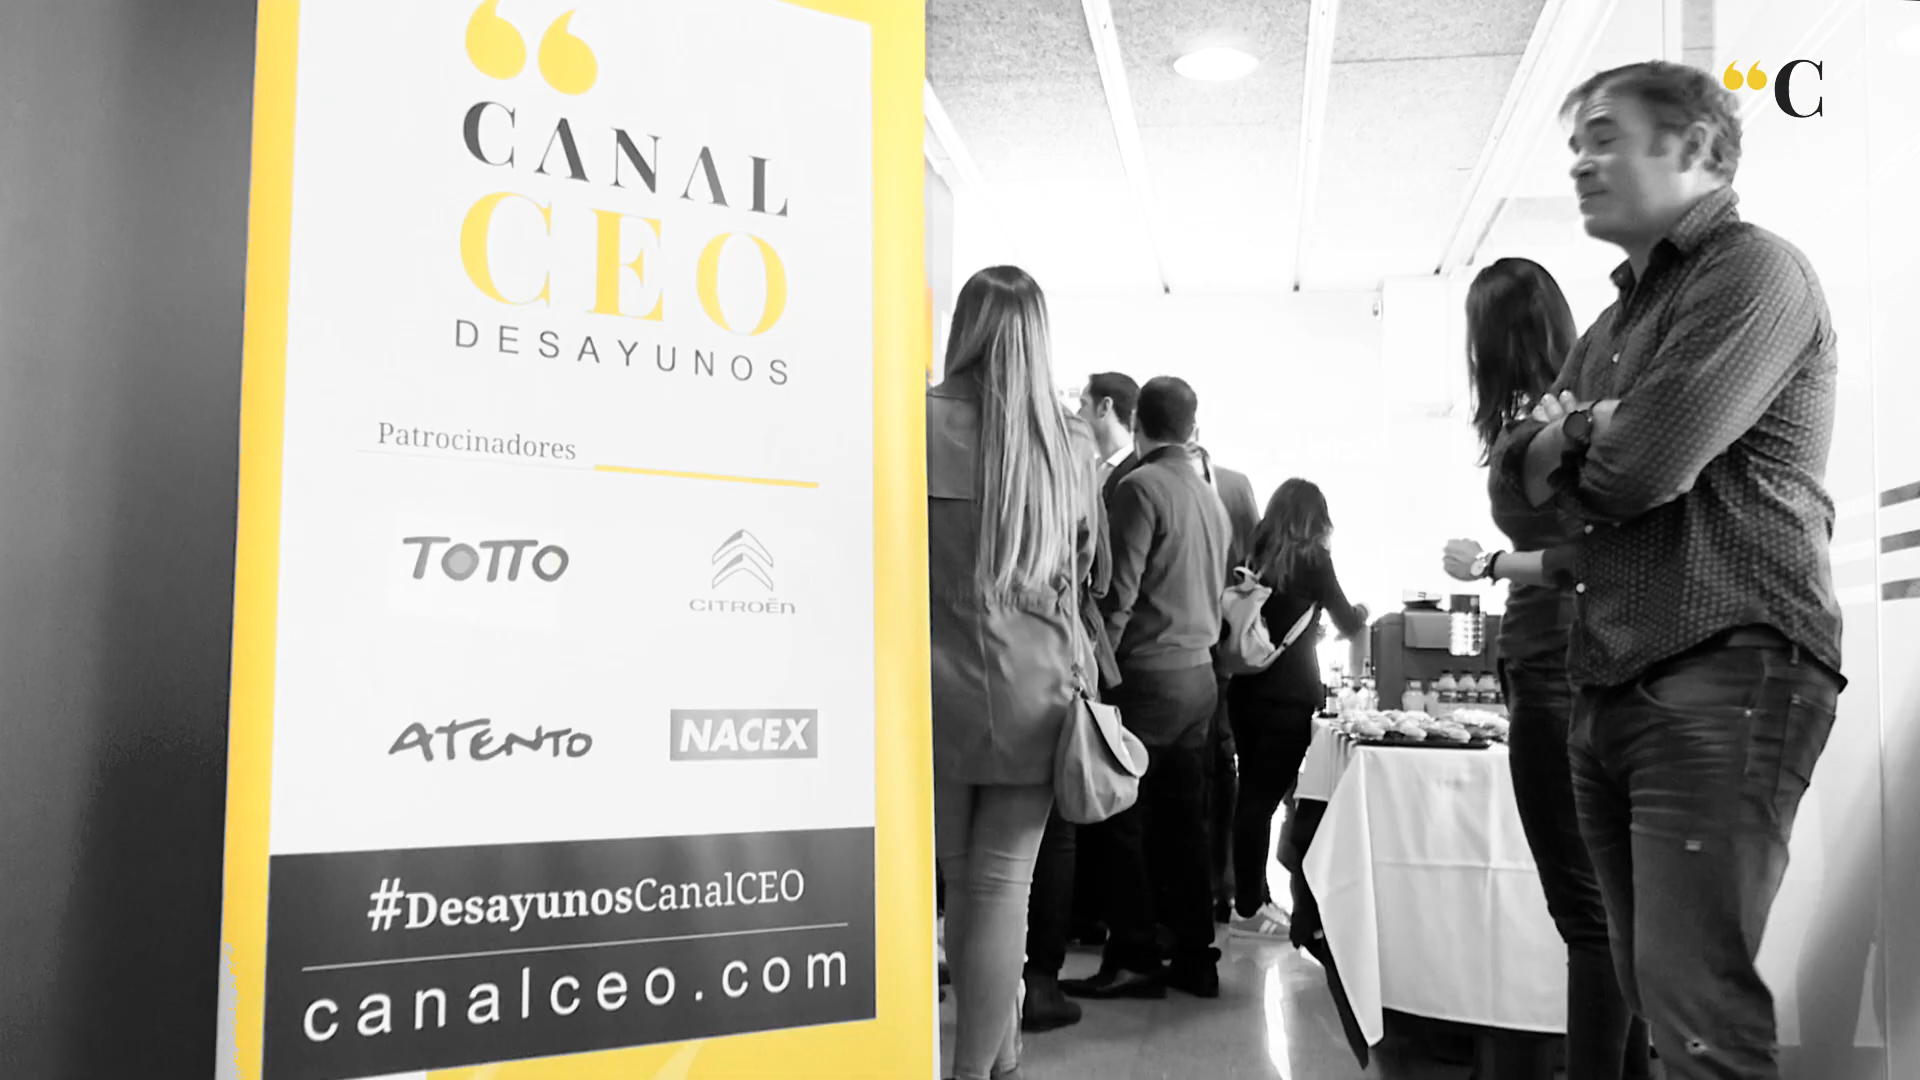 “C
“
CANAL
CEO
DESAYUNOS
Patrocinadores
TOTTO
CITROËN
ATENTO
NACEX
#DesayunosCanalCEO
canalceo.com